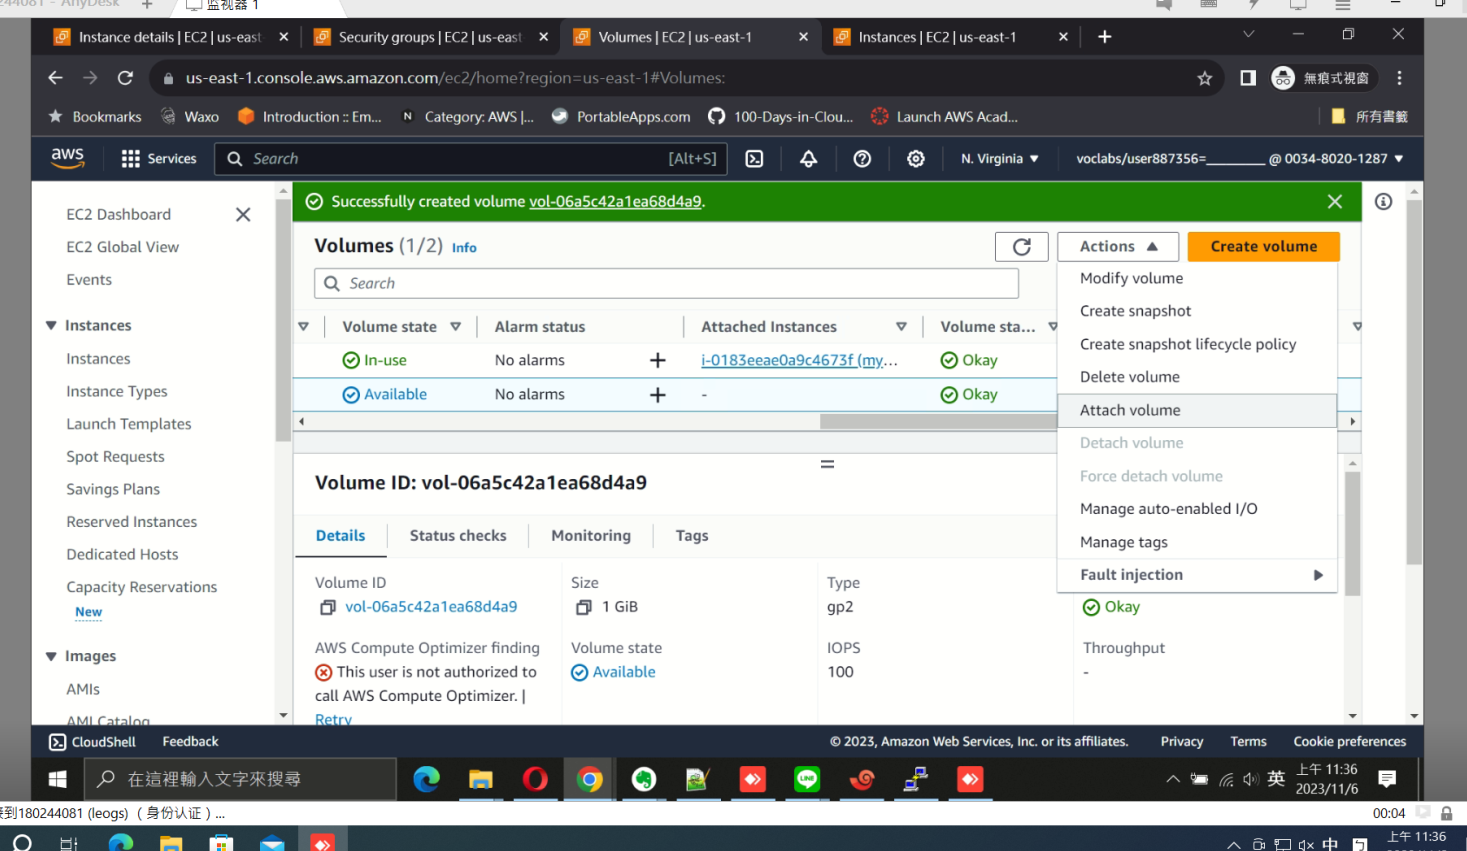 244081 - AnyDesk
监视器 1
Instance details | EC2 | us-east
Security groups | EC2 | us-east
Volumes | EC2 | us-east-1
Instances | EC2 | us-east-1
us-east-1.console.aws.amazon.com/ec2/home?region=us-east-1#Volumes:
無痕式視窗
Bookmarks
Waxo
Introduction :: Em...
Category: AWS |...
PortableApps.com
100-Days-in-Clou...
Launch AWS Acad...
所有書籤
aws
Services
Search
[Alt+S]
N. Virginia
voclabs/user887356=________ @ 0034-8020-1287
EC2 Dashboard
EC2 Global View
Events
Instances
Instances
Instance Types
Launch Templates
Spot Requests
Savings Plans
Reserved Instances
Dedicated Hosts
Capacity Reservations
New
Images
AMIs
AMI Catalog
Successfully created volume vol-06a5c42a1ea68d4a9.
Volumes (1/2) Info
Actions
Create volume
Search
Volume state
Alarm status
Attached Instances
Volume sta...
In-use
No alarms
i-0183eeae0a9c4673f (my...
Okay
Available
No alarms
-
Okay
Modify volume
Create snapshot
Create snapshot lifecycle policy
Delete volume
Attach volume
Detach volume
Force detach volume
Manage auto-enabled I/O
Manage tags
Fault injection
Volume ID: vol-06a5c42a1ea68d4a9
Details
Status checks
Monitoring
Tags
Volume ID
vol-06a5c42a1ea68d4a9
Size
1 GiB
Type
gp2
Okay
AWS Compute Optimizer finding
This user is not authorized to
call AWS Compute Optimizer. |
Retry
Volume state
Available
IOPS
100
Throughput
-
CloudShell
Feedback
© 2023, Amazon Web Services, Inc. or its affiliates.
Privacy
Terms
Cookie preferences
在這裡輸入文字來搜尋
英
上午 11:36
2023/11/6
到180244081 (leogs) （身份认证）...
00:04
中
上午 11:36